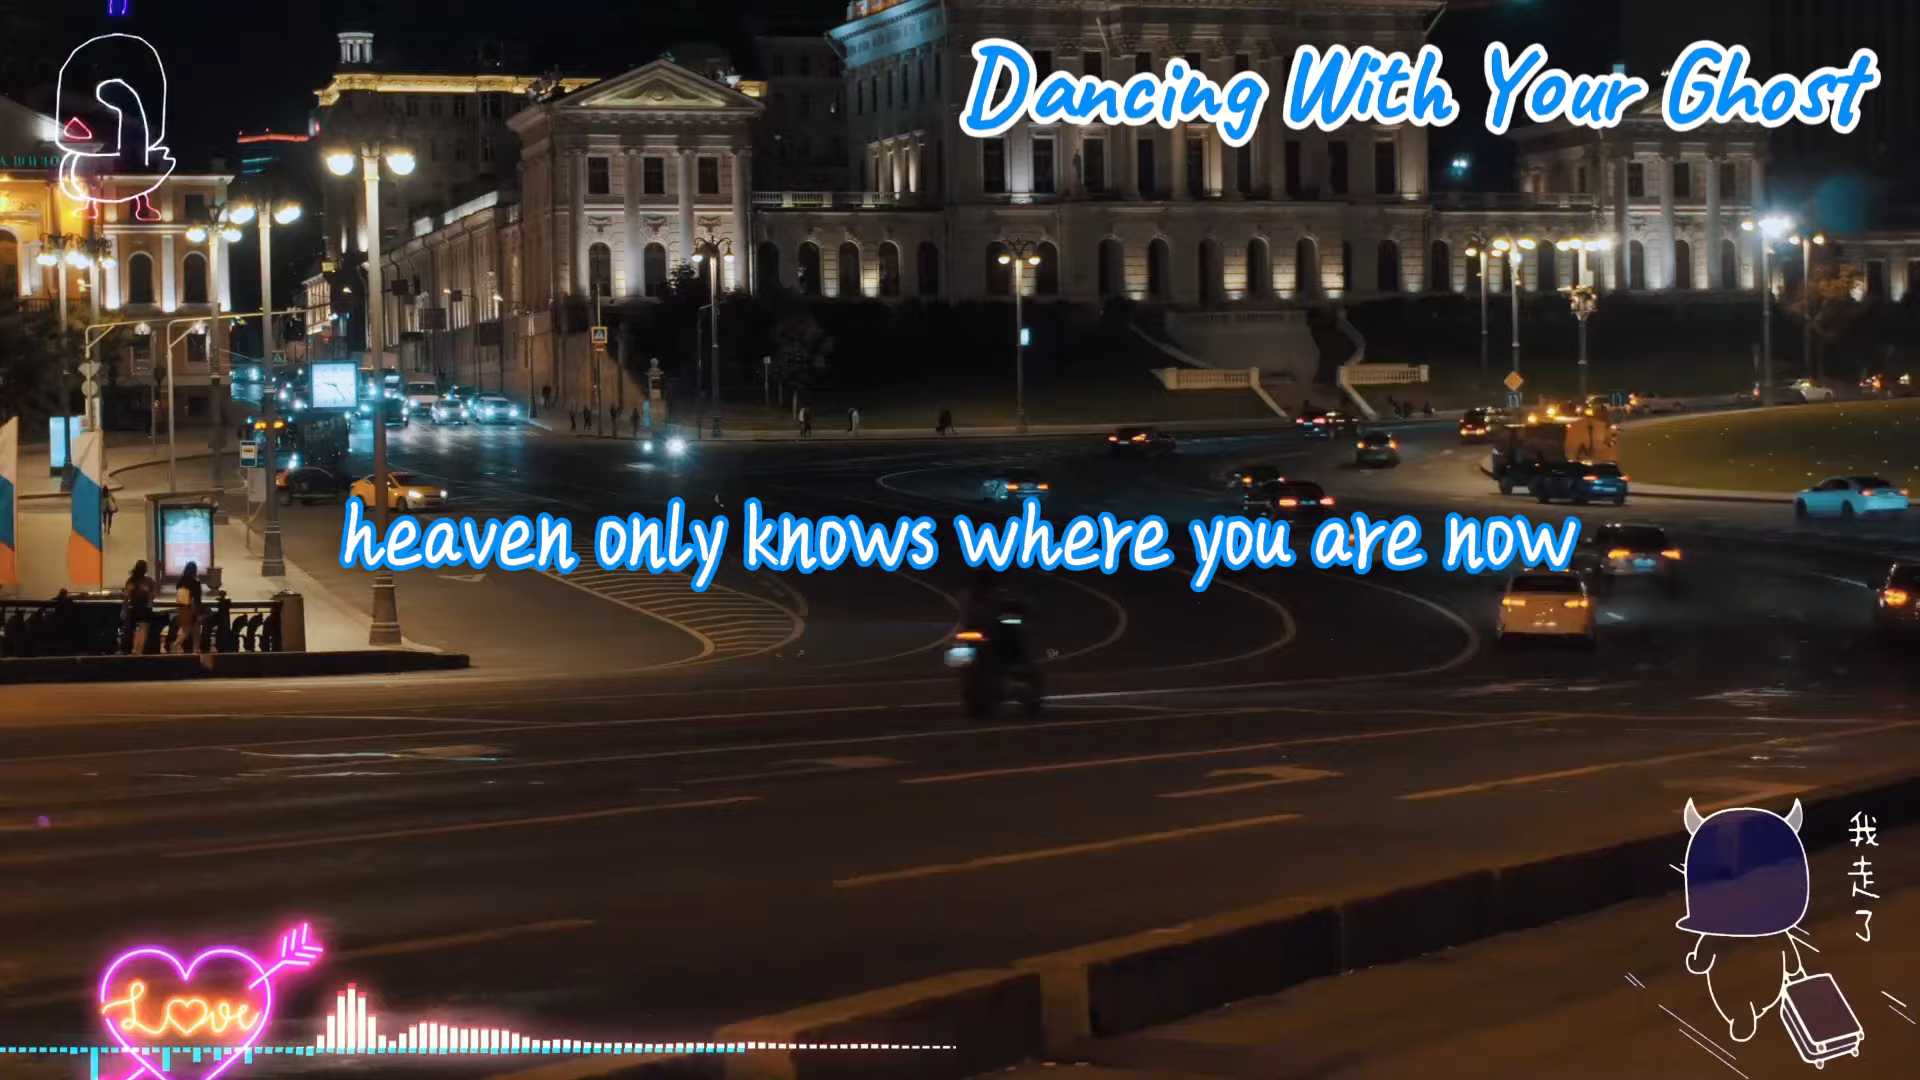 Dancing With Your Ghost
heaven only knows where you are now
我走了
Love